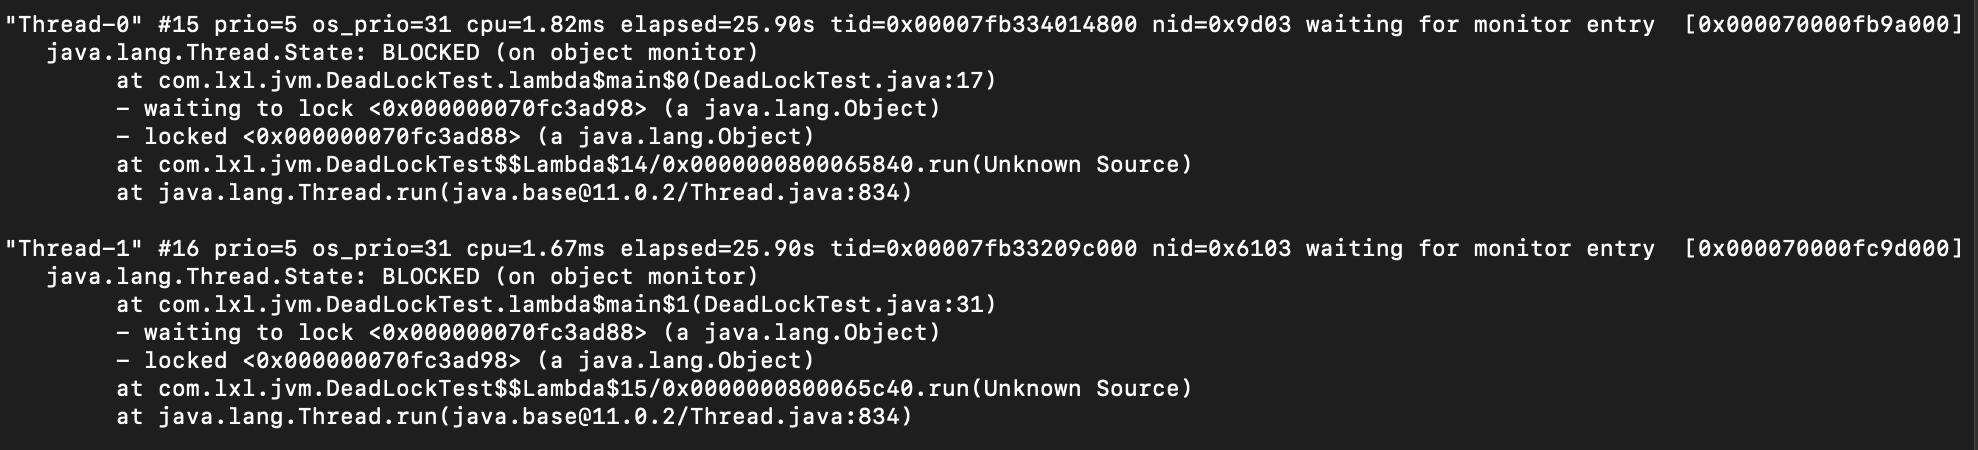 "Thread-0" #15 prio=5 os_prio=31 cpu=1.82ms elapsed=25.90s tid=0x00007fb334014800 nid=0x9d03 waiting for monitor entry  [0x000070000fb9a000]
   java.lang.Thread.State: BLOCKED (on object monitor)
        at com.lxl.jvm.DeadLockTest.lambda$main$0(DeadLockTest.java:17)
        - waiting to lock <0x000000070fc3ad98> (a java.lang.Object)
        - locked <0x000000070fc3ad88> (a java.lang.Object)
        at com.lxl.jvm.DeadLockTest$$Lambda$14/0x0000000800065840.run(Unknown Source)
        at java.lang.Thread.run(java.base@11.0.2/Thread.java:834)

"Thread-1" #16 prio=5 os_prio=31 cpu=1.67ms elapsed=25.90s tid=0x00007fb33209c000 nid=0x6103 waiting for monitor entry  [0x000070000fc9d000]
   java.lang.Thread.State: BLOCKED (on object monitor)
        at com.lxl.jvm.DeadLockTest.lambda$main$1(DeadLockTest.java:31)
        - waiting to lock <0x000000070fc3ad88> (a java.lang.Object)
        - locked <0x000000070fc3ad98> (a java.lang.Object)
        at com.lxl.jvm.DeadLockTest$$Lambda$15/0x0000000800065c40.run(Unknown Source)
        at java.lang.Thread.run(java.base@11.0.2/Thread.java:834)